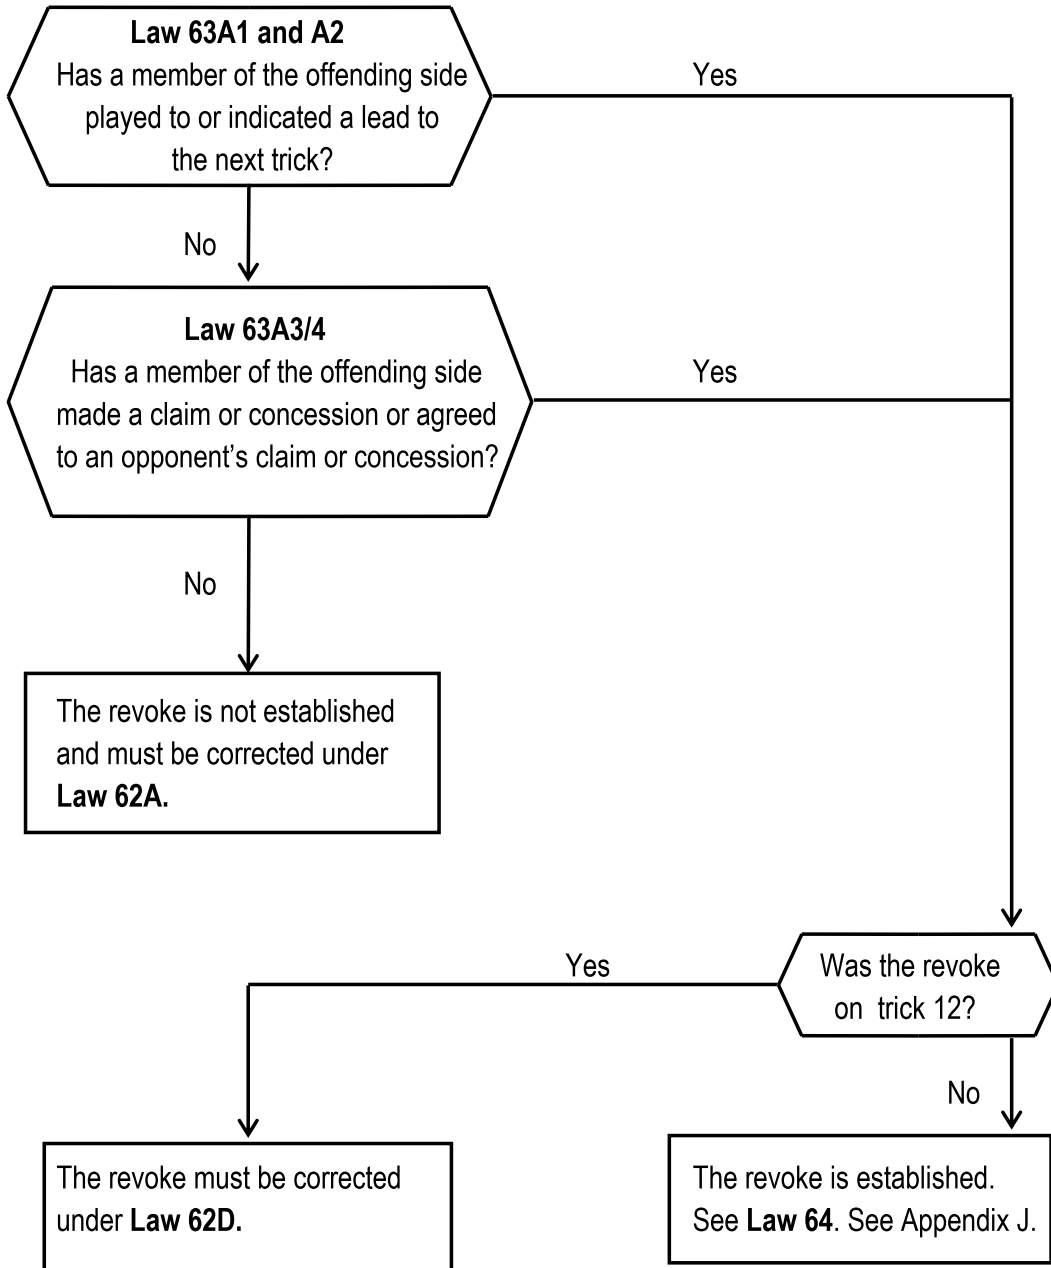 Law 63A1 and A2
Has a member of the offending side
played to or indicated a lead to
the next trick?
Yes
No
Law 63A3/4
Has a member of the offending side
made a claim or concession or agreed
to an opponent's claim or concession?
Yes
No
The revoke is not established
and must be corrected under
Law 62A.
Was the revoke
on trick 12?
Yes
No
The revoke must be corrected
under Law 62D.
The revoke is established.
See Law 64. See Appendix J.